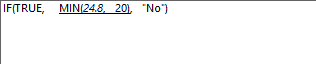 IF(TRUE, MIN(24.8, 20), "No")